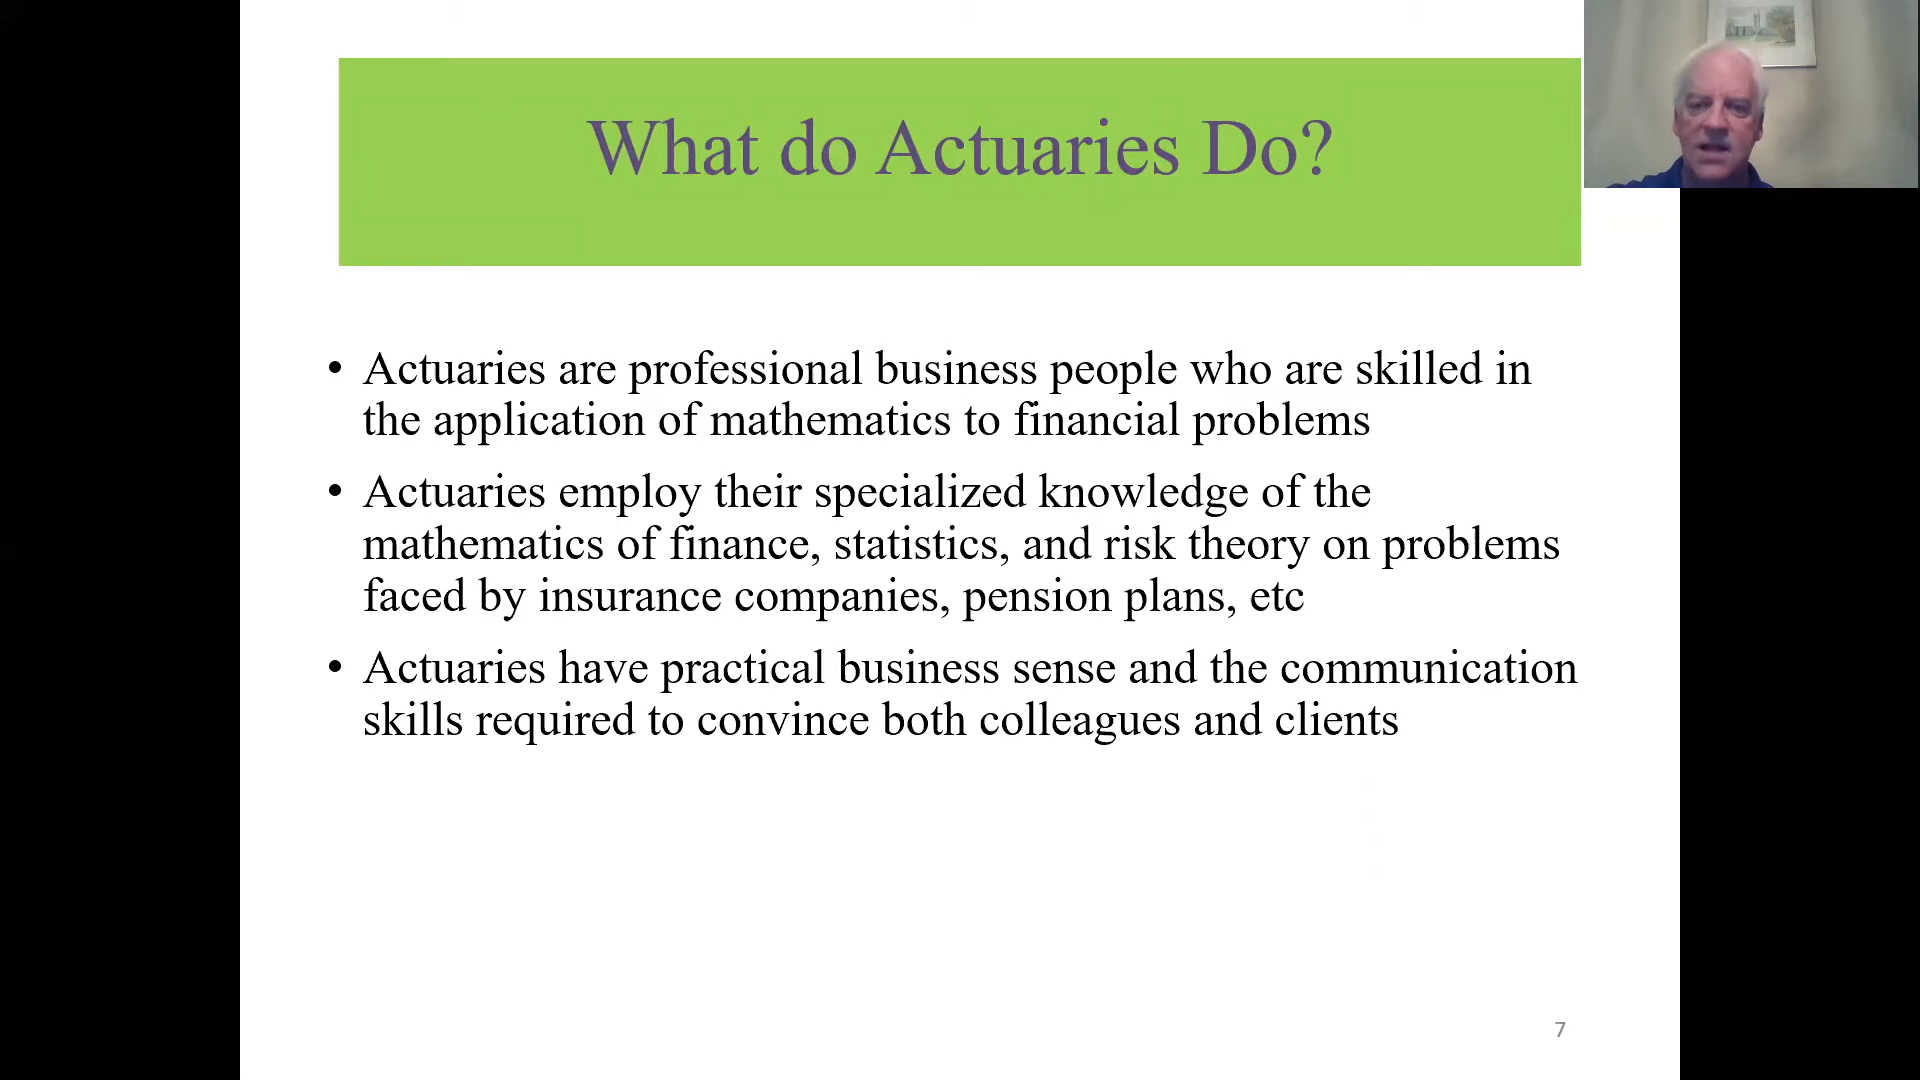 What do Actuaries Do?
• Actuaries are professional business people who are skilled in
the application of mathematics to financial problems
• Actuaries employ their specialized knowledge of the
mathematics of finance, statistics, and risk theory on problems
faced by insurance companies, pension plans, etc
• Actuaries have practical business sense and the communication
skills required to convince both colleagues and clients
7